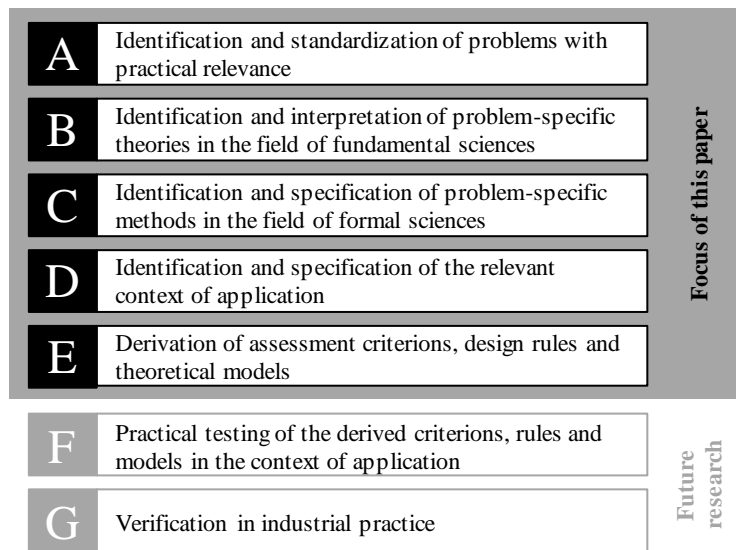 A
Identification and standardization of problems with
practical relevance
B
Identification and interpretation of problem-specific
theories in the field of fundamental sciences
C
Identification and specification of problem-specific
methods in the field of formal sciences
D
Identification and specification of the relevant
context of application
E
Derivation of assessment criterions, design rules and
theoretical models
Focus of this paper
F
Practical testing of the derived criterions, rules and
models in the context of application
G
Verification in industrial practice
Future
research